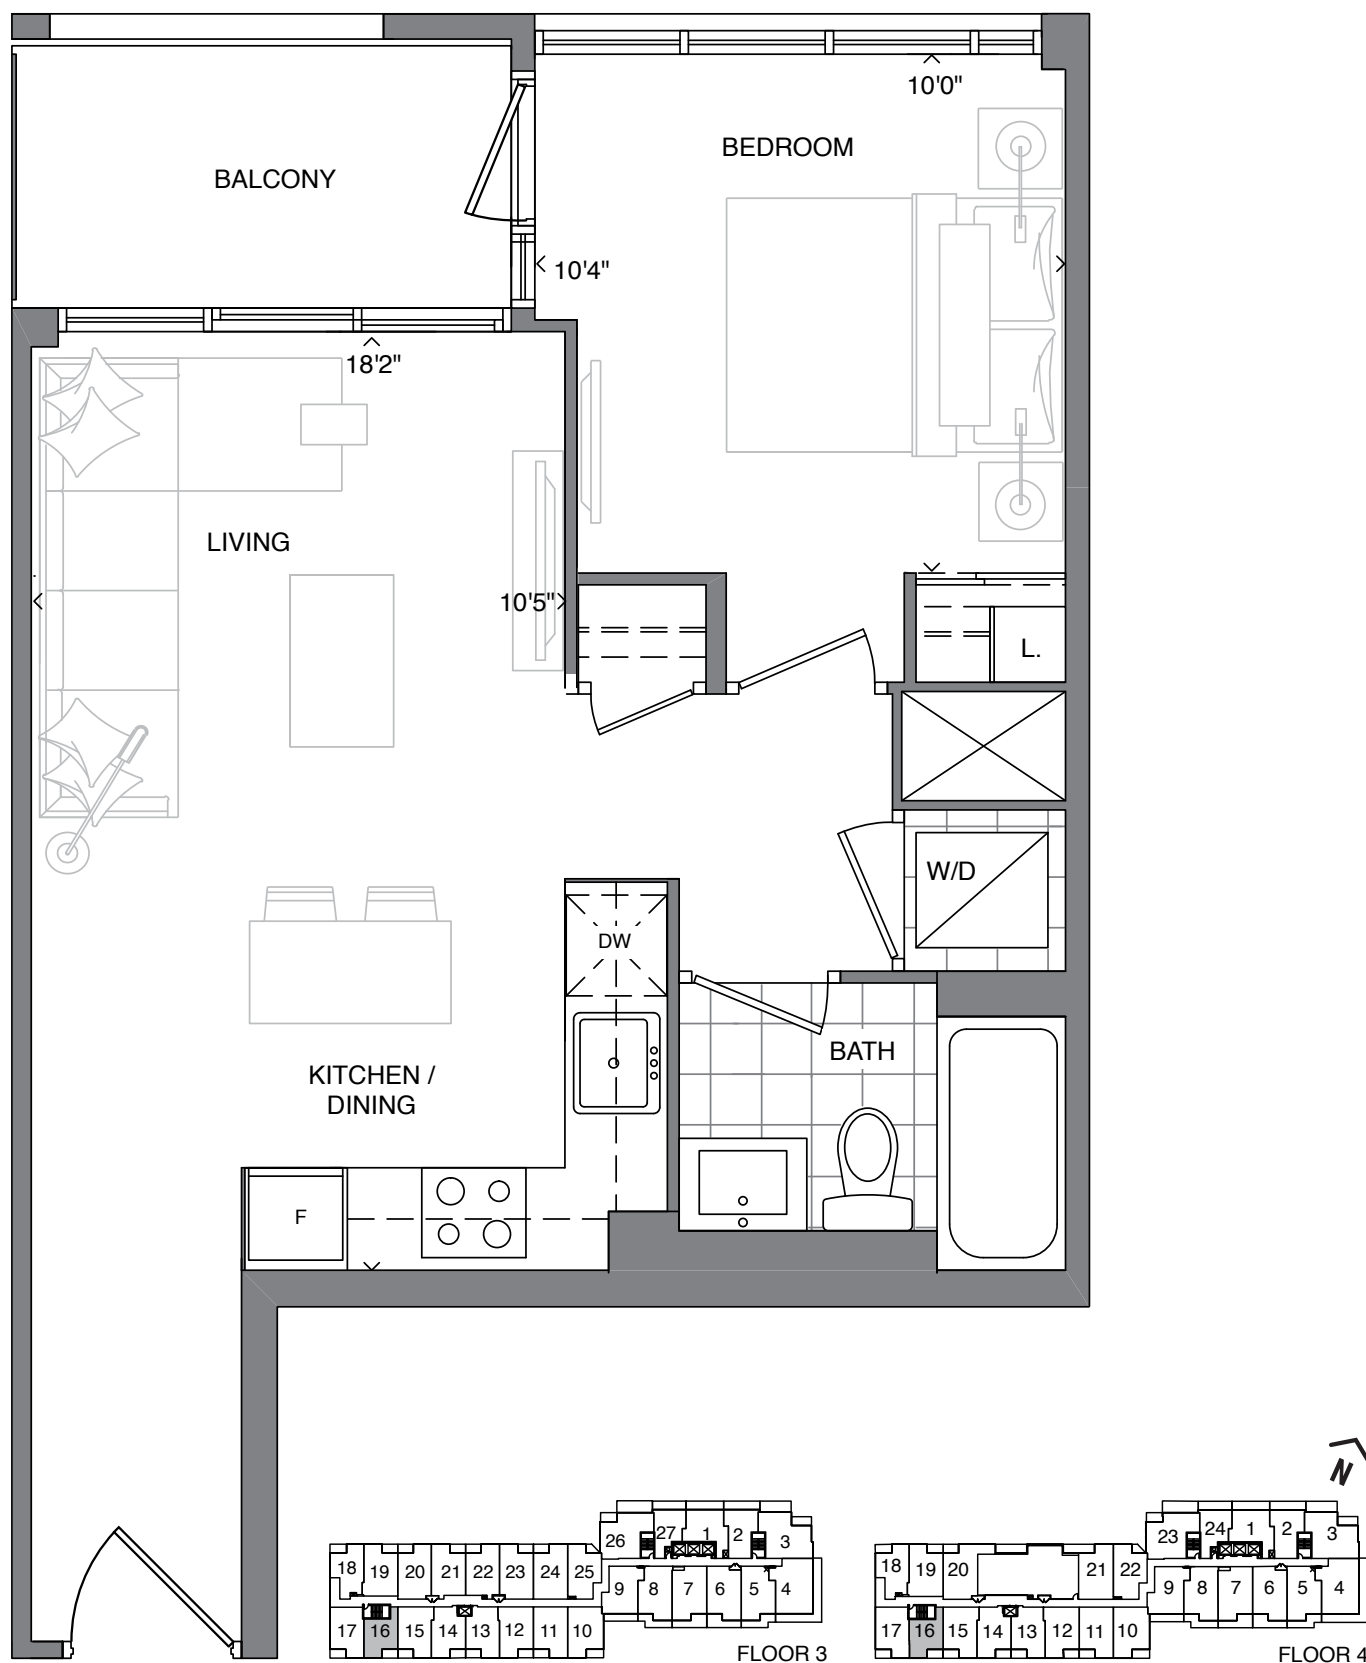 10'0"
BEDROOM
BALCONY
10'4"
18'2"
LIVING
10'5"
L.
W/D
DW
BATH
KITCHEN /
DINING
F
N
26 27 1 2 3
18 19 20 21 22 23 24 25
9 8 7 6 5 4
17 16 15 14 13 12 11 10
FLOOR 3
23 24 1 2 3
18 19 20 21 22
9 8 7 6 5 4
17 16 15 14 13 12 11 10
FLOOR 4